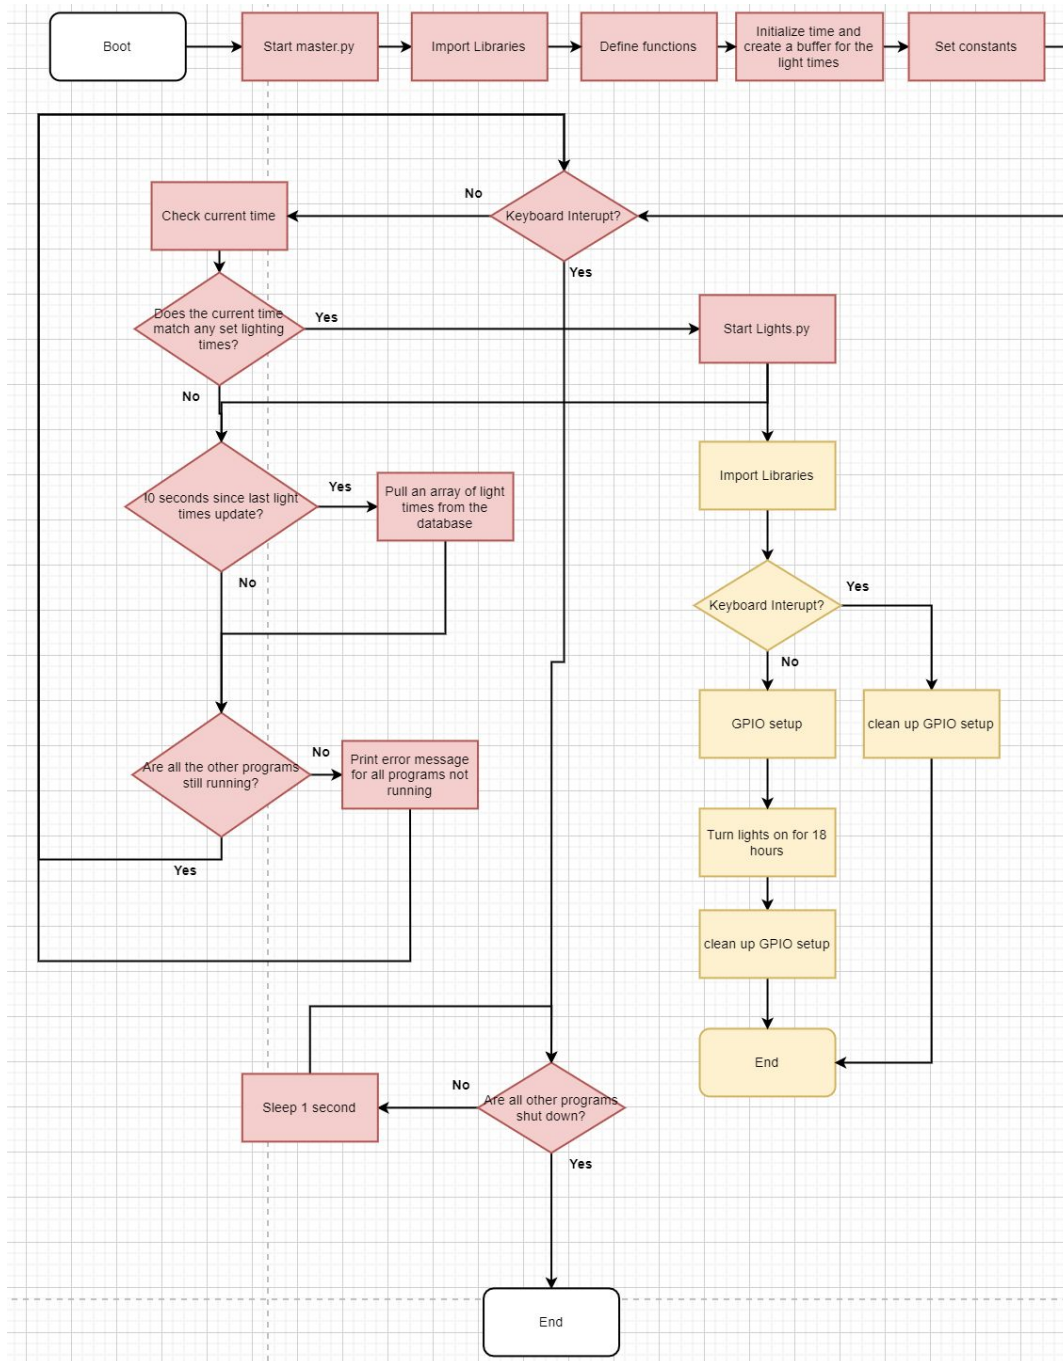 Boot
Start master.py
Import Libraries
Define functions
Initialize time and
create a buffer for the
light times
Set constants
No
Keyboard Interupt?
Check current time
Yes
Does the current time
match any set lighting
times?
Yes
Start Lights.py
No
Import Libraries
10 seconds since last light
times update?
Yes
Pull an array of light
times from the
database
No
Keyboard Interupt?
Yes
No
GPIO setup
clean up GPIO setup
Are all the other programs
still running?
No
Print error message
for all programs not
running
Yes
Turn lights on for 18
hours
clean up GPIO setup
End
Are all other programs
shut down?
No
Sleep 1 second
Yes
End